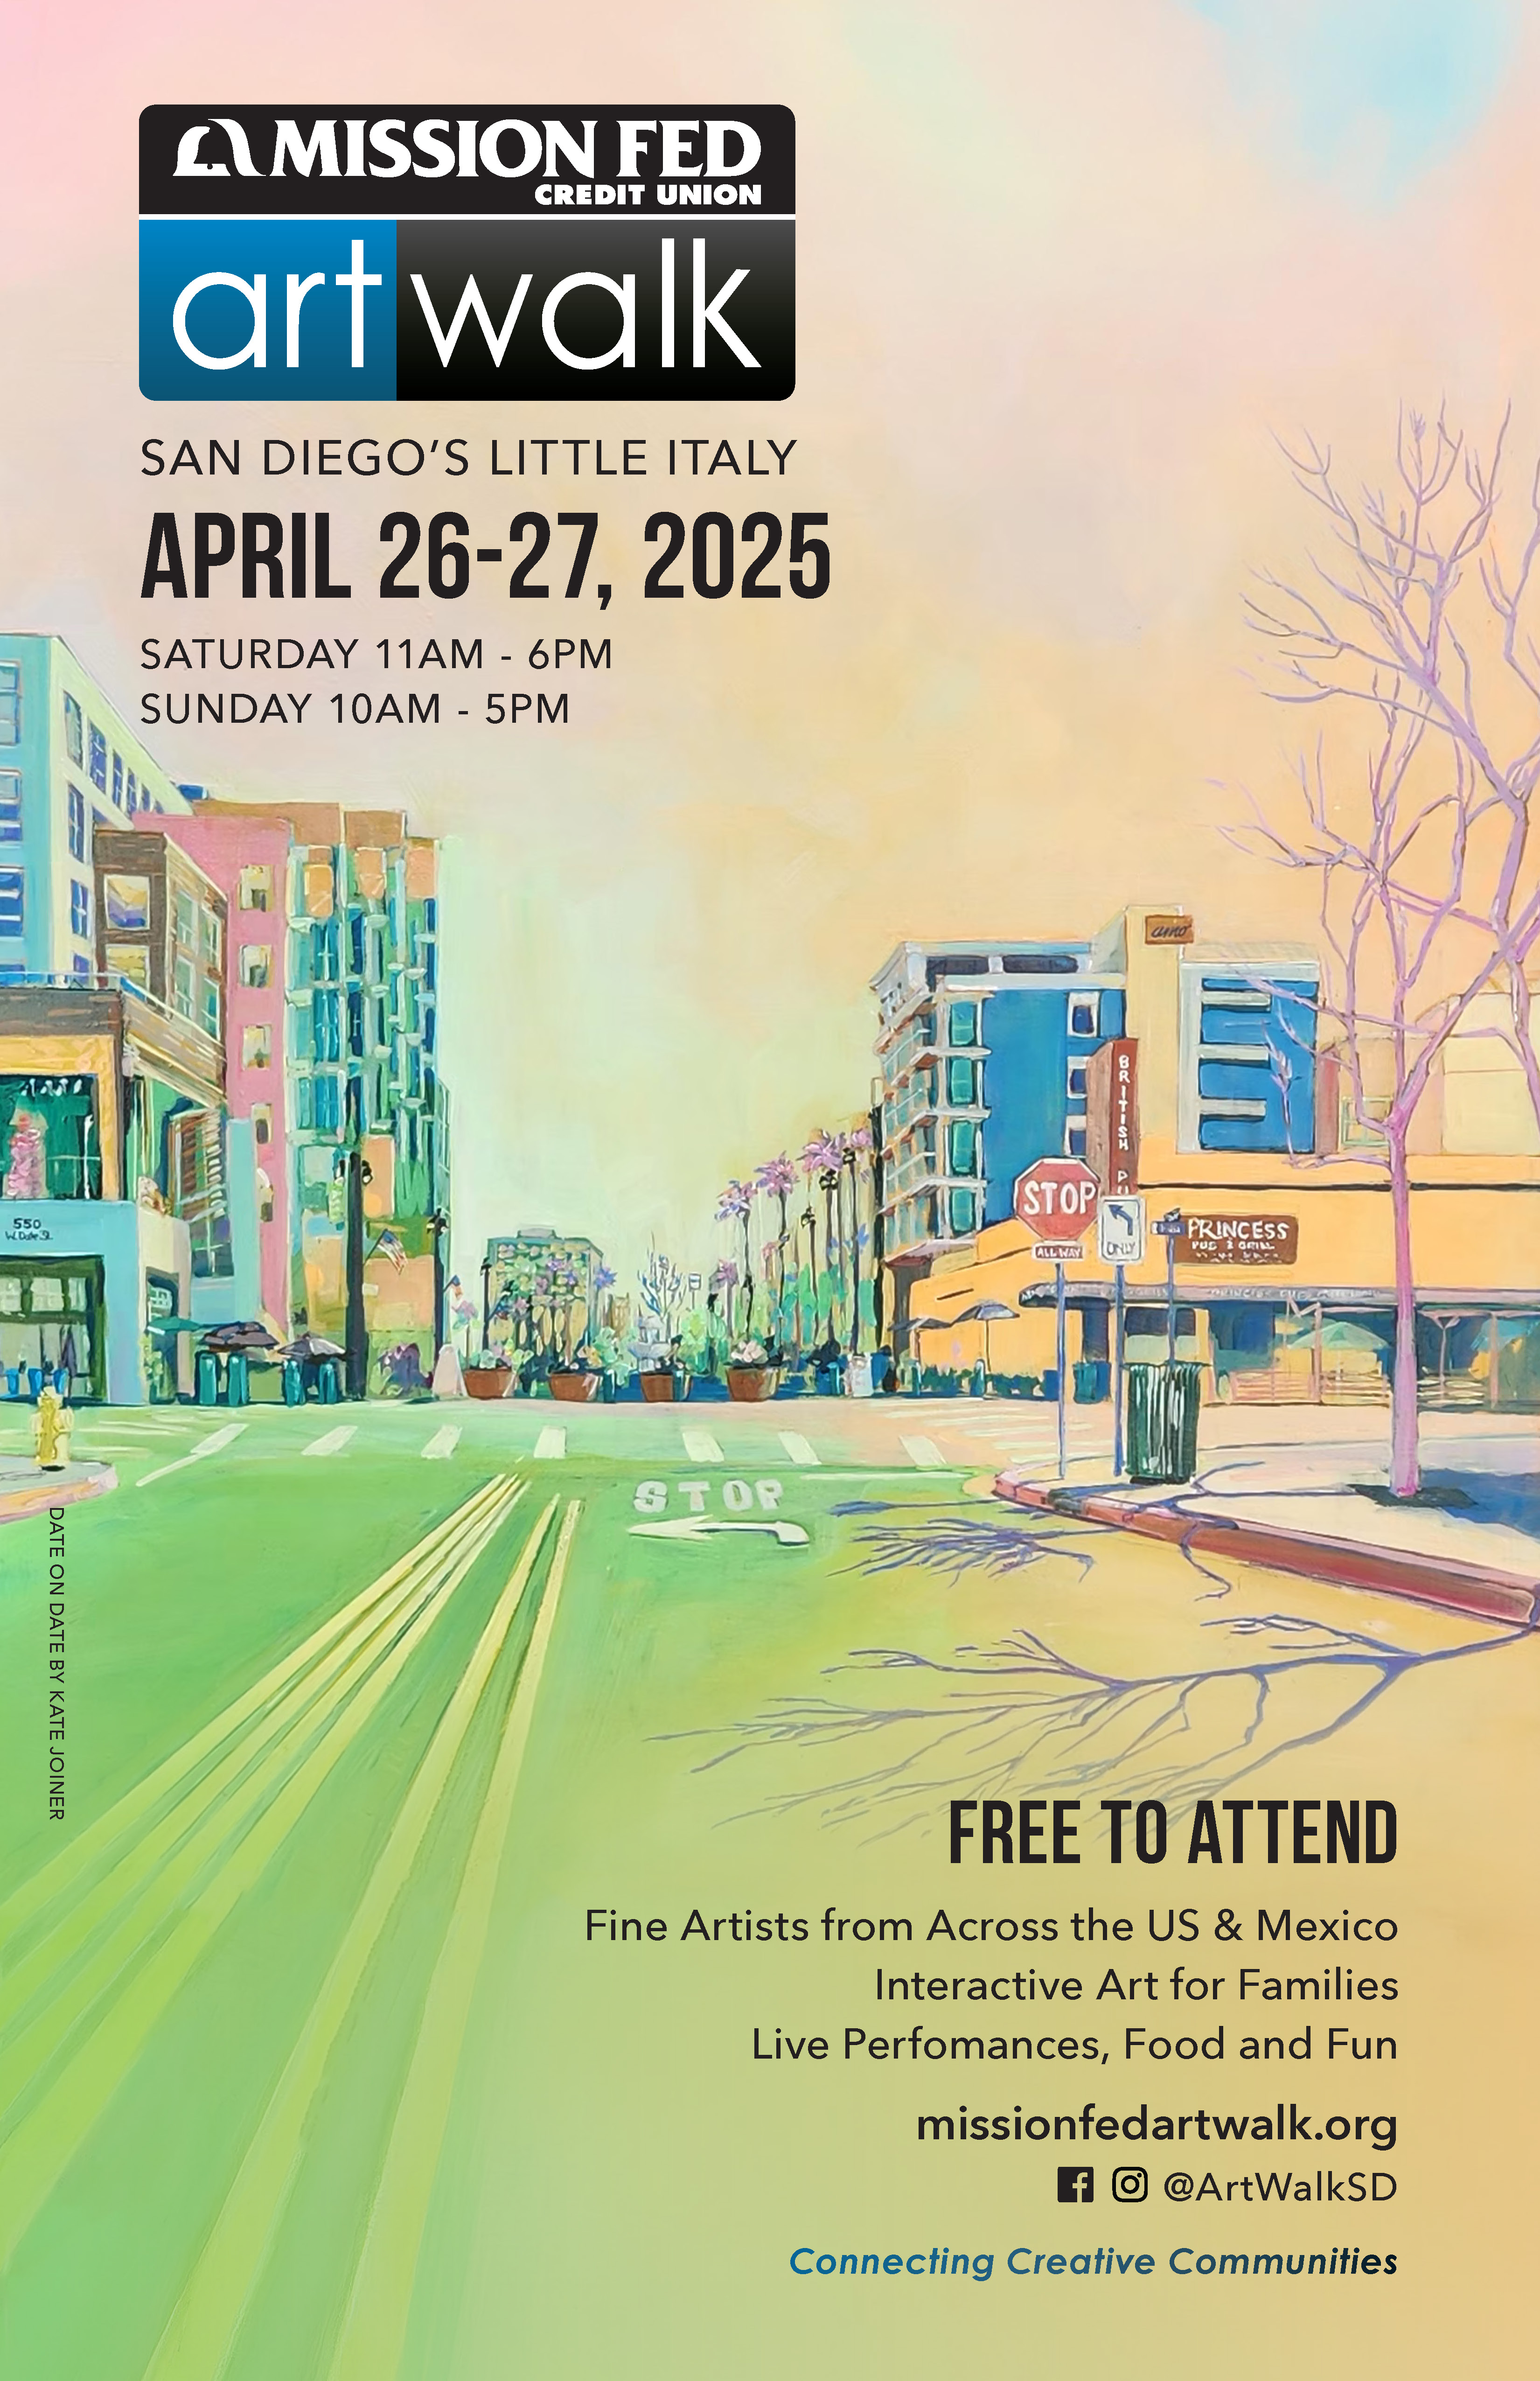 MISSION FED
CREDIT UNION
artwalk
SAN DIEGO‘S LITTLE ITALY
APRIL 26-27, 2025
SATURDAY 11AM - 6PM
SUNDAY 10AM - 5PM
BRITISH
STOP
ALL WAY
ONLY
PRINCESS
PUB & GRILL
550
W. Date St.
STOP
DATE ON DATE BY KATE JOINER
FREE TO ATTEND
Fine Artists from Across the US & Mexico
Interactive Art for Families
Live Perfomances, Food and Fun
missionfedartwalk.org
@ArtWalkSD
Connecting Creative Communities